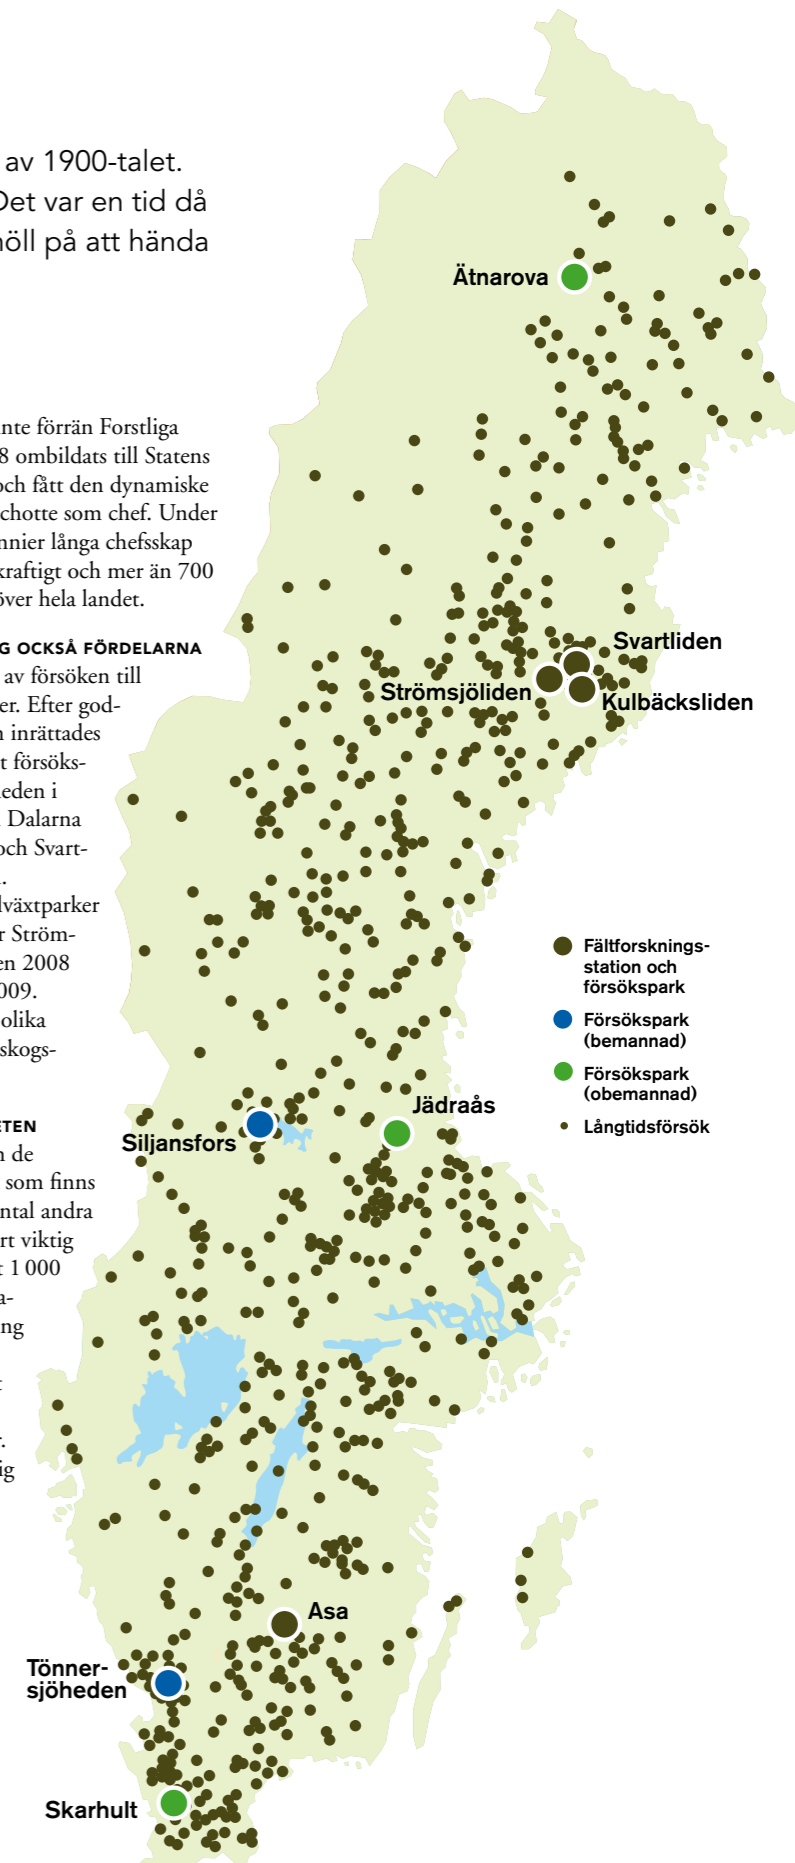 av 1900-talet.
Det var en tid då
höll på att hända
inte förrän Forstliga
8 ombildats till Statens
och fått den dynamiske
chotte som chef. Under
nnier långa chefsskap
kraftigt och mer än 700
över hela landet.
G OCKSÅ FÖRDELARNA
av försöken till
er. Efter god-
n inrättades
t försöks-
eden i
Dalarna
och Svart-
lväxtparker
r Ström-
en 2008
009.
olika
skogs-
ETEN
n de
som finns
ntal andra
rt viktig
t 1 000
a-
ng
t
r.
ig
Ätnarova
Svartliden
Strömsjöliden
Kulbäcksliden
Fältforsknings-
station och
försökspark
Försökspark
(bemannad)
Försökspark
(obemannad)
Långtidsförsök
Jädraås
Siljansfors
Asa
Tönner-
sjöheden
Skarhult